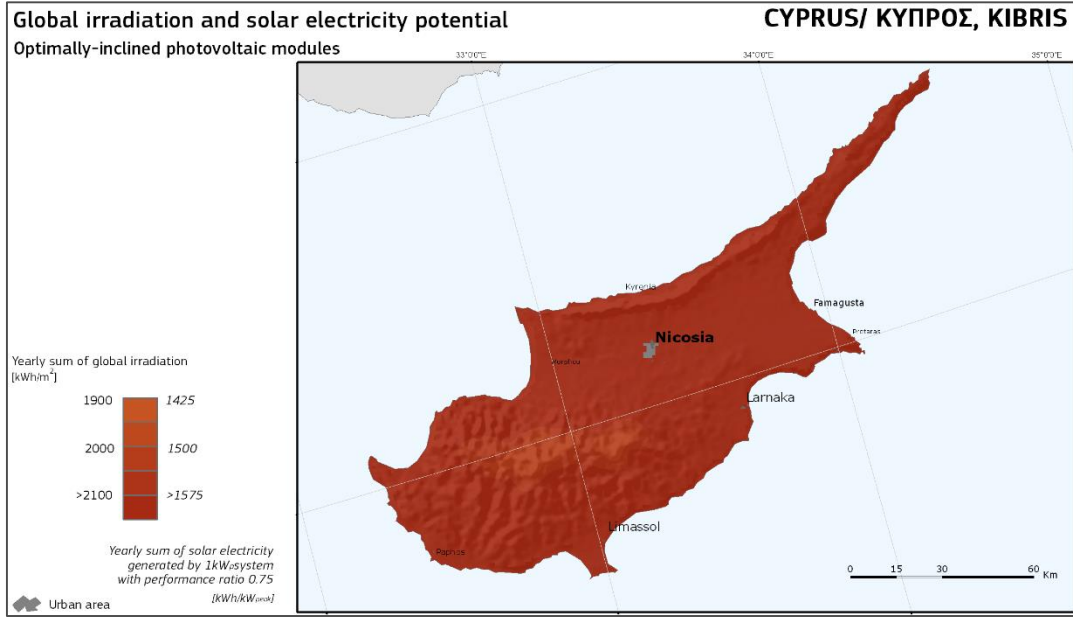 Global irradiation and solar electricity potential
CYPRUS/ ΚΥΠΡΟΣ, KIBRIS
Optimally-inclined photovoltaic modules
33°0'0"E
34°0'0"E
35°0'0"E
Kyrenia
Famagusta
Protaras
Nicosia
Larnaka
Limassol
Paphos
Yearly sum of global irradiation
[kWh/m²]
1900 1425
2000 1500
>2100 >1575
Yearly sum of solar electricity
generated by 1kWₚsystem
with performance ratio 0.75
[kWh/kWₚₑₐₖ]
Urban area
0 15 30 60
Km